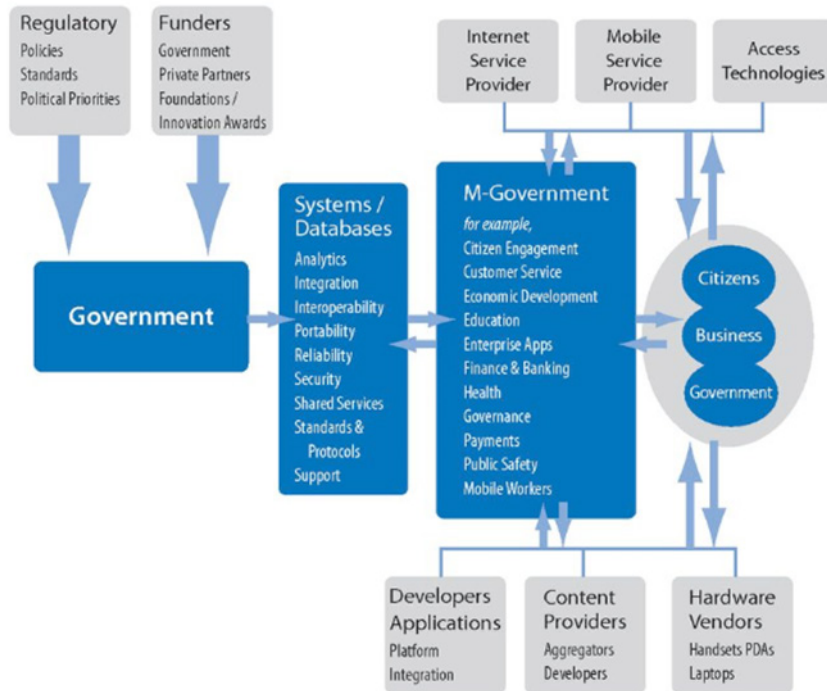 Regulatory
Policies
Standards
Political Priorities
Funders
Government
Private Partners
Foundations /
Innovation Awards
Internet
Service
Provider
Mobile
Service
Provider
Access
Technologies
Government
Systems /
Databases
Analytics
Integration
Interoperability
Portability
Reliability
Security
Shared Services
Standards &
Protocols
Support
M-Government
for example,
Citizen Engagement
Customer Service
Economic Development
Education
Enterprise Apps
Finance & Banking
Health
Governance
Payments
Public Safety
Mobile Workers
Citizens
Business
Government
Developers
Applications
Platform
Integration
Content
Providers
Aggregators
Developers
Hardware
Vendors
Handsets PDAs
Laptops